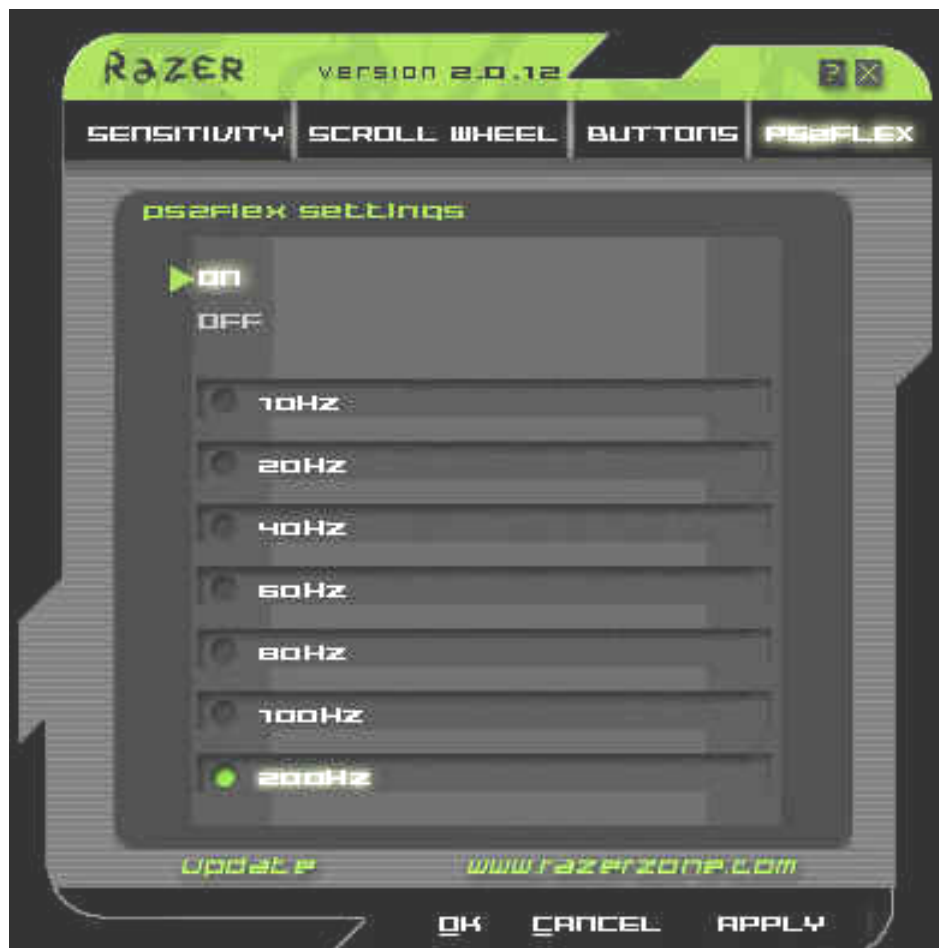 RAZER VERSION 2.0.12 ? X
SENSITIVITY SCROLL WHEEL BUTTONS PS2FLEX
PS2FLEX SETTINGS
ON
OFF
10Hz
20Hz
40Hz
60Hz
80Hz
100Hz
200Hz
Update www.razerzone.com
OK CANCEL APPLY